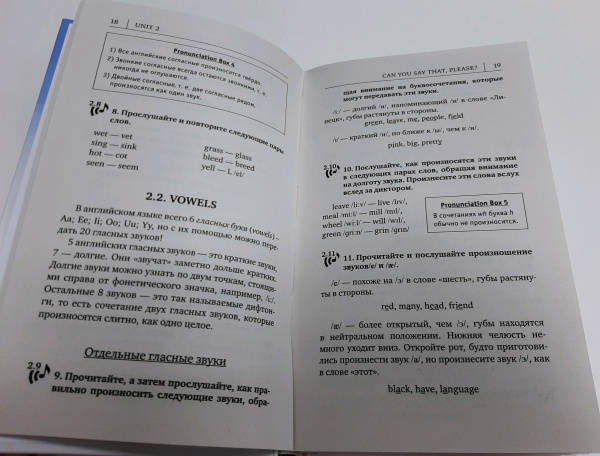 18 UNIT 2
Pronunciation Box 4
1) Все английские согласные произносятся твёрдо.
2) Звонкие согласные всегда остаются звонкими, т. е.
никогда не оглушаются.
3) Двойные согласные, т. е. две согласные рядом,
произносятся как один звук.
2.8
8. Прослушайте и повторите следующие пары
слов.
wet — vet
sing — sink
hot — cot
seen — seem
grass — glass
bleed — breed
yell — L /el/
2.2. VOWELS
В английском языке всего 6 гласных букв (vowels) .
Aa; Ee; Ii; Oo; Uu; Yy, но с их помощью можно пере-
дать 20 гласных звуков!
5 английских гласных звуков — это краткие звуки,
7 — долгие. Они «звучат» заметно дольше кратких.
Долгие звуки можно узнать по двум точкам, стоящи-
ми справа от фонетического значка, например, /i:/.
Остальные 8 звуков — это так называемые дифтон-
ги, то есть сочетание двух гласных звуков, которые
произносятся слитно, как одно целое.
Отдельные гласные звуки
2.9
9. Прочитайте, а затем прослушайте, как пра-
вильно произносить следующие звуки, обра-
CAN YOU SAY THAT, PLEASE? 19
щая внимание на буквосочетания, которые
могут передавать эти звуки.
/i:/ — долгий /и/, напоминающий /и/ в слове «Ли-
пецк», губы растянуты в стороны.
green, leave, me, people, field
/ɪ/ — краткий /и/, но ближе к /ы/, чем к /и/.
pink, big, pretty
2.10
10. Послушайте, как произносятся эти звуки
в следующих парах слов, обращая внимание
на долготу звука. Произнесите эти слова вслух
вслед за диктором.
leave /li:v/ — live /lɪv/,
meal /mi:l/ — mill /mɪl/,
wheel /wi:l/ — will /wɪl/,
green /gri:n/ — grin /grɪn/
Pronunciation Box 5
В сочетаниях wh буква h
обычно не произносится.
2.11
11. Прочитайте и послушайте произношение
звуков/e/ и /æ/.
/e/ — похоже на /э/ в слове «шесть», губы растяну-
ты в стороны.
red, many, head, friend
/æ/ — более открытый, чем /э/, губы находятся
в нейтральном положении. Нижняя челюсть не-
много уходит вниз. Откройте рот, будто приготови-
лись произнести звук /а/, но произнесите звук /э/, как
в слове «этот».
black, have, language